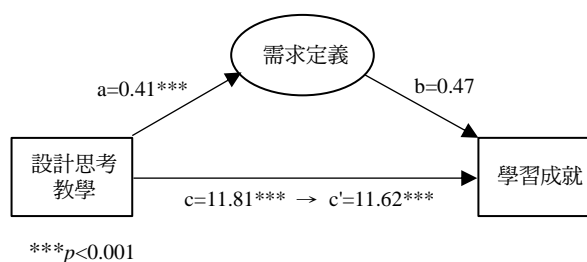 需求定義
a=0.41***
b=0.47
設計思考
教學
學習成就
c=11.81*** → c'=11.62***
***p<0.001